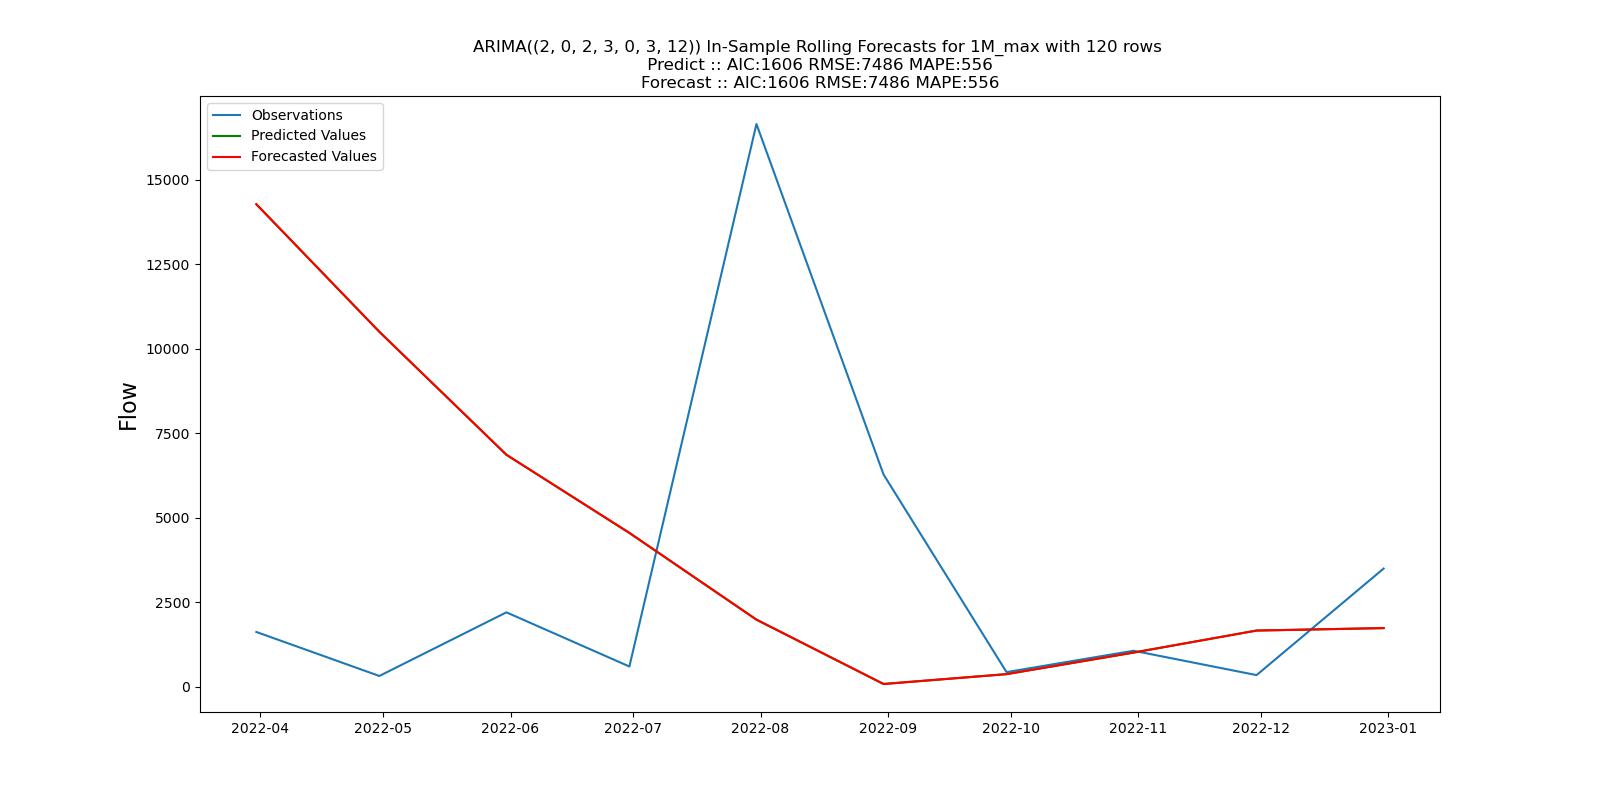 ARIMA((2, 0, 2, 3, 0, 3, 12)) In-Sample Rolling Forecasts for 1M_max with 120 rows
Predict :: AIC:1606 RMSE:7486 MAPE:556
Forecast :: AIC:1606 RMSE:7486 MAPE:556
Observations
Predicted Values
Forecasted Values
Flow
15000
12500
10000
7500
5000
2500
0
2022-04 2022-05 2022-06 2022-07 2022-08 2022-09 2022-10 2022-11 2022-12 2023-01